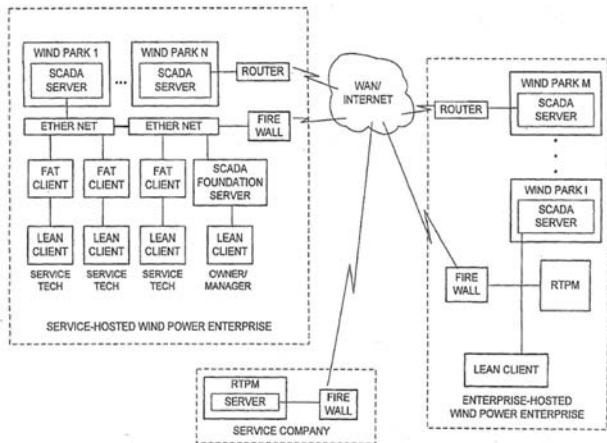 WIND PARK 1
SCADA
SERVER
...
WIND PARK N
SCADA
SERVER
ROUTER
ETHER NET
ETHER NET
FIRE
WALL
FAT
CLIENT
FAT
CLIENT
FAT
CLIENT
SCADA
FOUNDATION
SERVER
LEAN
CLIENT
LEAN
CLIENT
LEAN
CLIENT
LEAN
CLIENT
SERVICE
TECH
SERVICE
TECH
SERVICE
TECH
OWNER/
MANAGER
SERVICE-HOSTED WIND POWER ENTERPRISE
WAN/
INTERNET
ROUTER
WIND PARK M
SCADA
SERVER
WIND PARK I
SCADA
SERVER
FIRE
WALL
RTPM
LEAN CLIENT
ENTERPRISE-HOSTED
WIND POWER ENTERPRISE
RTPM
SERVER
FIRE
WALL
SERVICE COMPANY